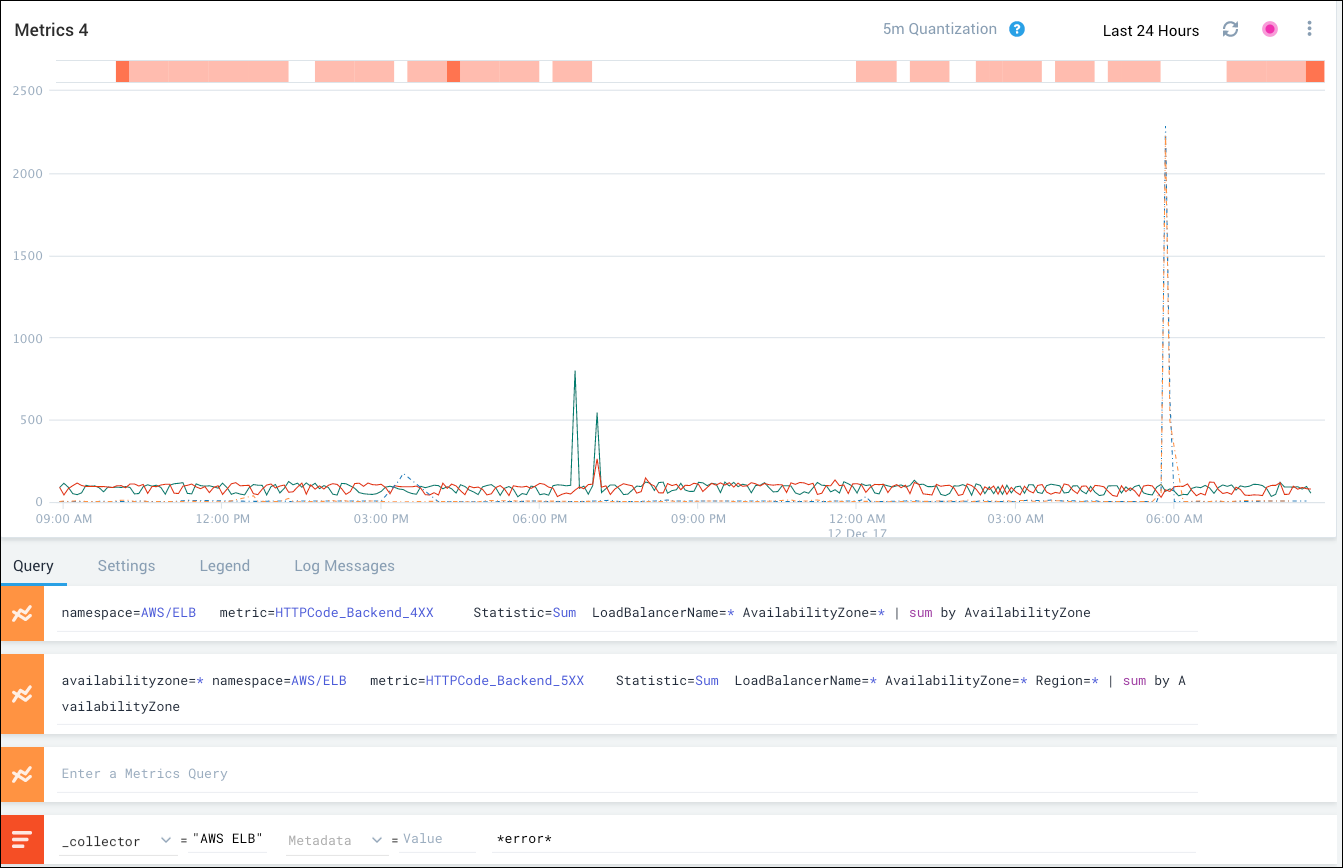 Metrics 4
5m Quantization ?
Last 24 Hours
2500
2000
1500
1000
500
0
09:00 AM 12:00 PM 03:00 PM 06:00 PM 09:00 PM 12:00 AM 03:00 AM 06:00 AM
12 Dec 17
Query Settings Legend Log Messages
namespace=AWS/ELB metric=HTTPCode_Backend_4XX Statistic=Sum LoadBalancerName=* AvailabilityZone=* | sum by AvailabilityZone
availabilityzone=* namespace=AWS/ELB metric=HTTPCode_Backend_5XX Statistic=Sum LoadBalancerName=* AvailabilityZone=* Region=* | sum by A
vailabilityZone
Enter a Metrics Query
_collector = "AWS ELB" Metadata = Value *error*